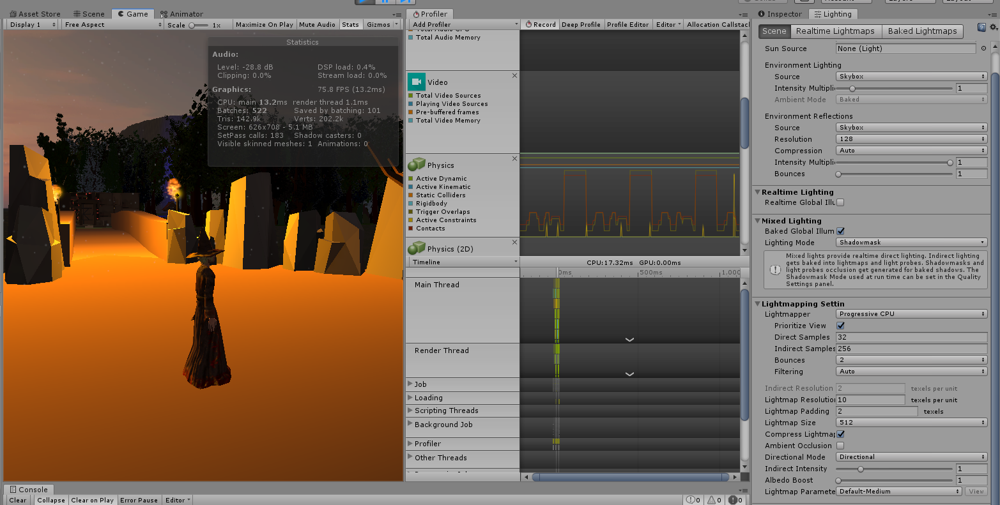 Asset Store
Scene
Game
Animator
Display 1
Free Aspect
Scale
1x
Maximize On Play
Mute Audio
Stats
Gizmos
Statistics
Audio:
Level: -28.8 dB
DSP load: 0.4%
Clipping: 0.0%
Stream load: 0.0%
Graphics:
75.8 FPS (13.2ms)
CPU: main 13.2ms render thread 1.1ms
Batches: 522
Saved by batching: 101
Tris: 142.9k
Verts: 202.2k
Screen: 626x708 - 5.1 MB
SetPass calls: 183
Shadow casters: 0
Visible skinned meshes: 1 Animations: 0
Console
Clear
Collapse
Clear on Play
Error Pause
Editor
0
0
0
Profiler
Add Profiler
Record
Deep Profile
Profile Editor
Editor
Allocation Callstac
Total Audio Memory
Video
Total Video Sources
Playing Video Sources
Pre-buffered frames
Total Video Memory
Physics
Active Dynamic
Active Kinematic
Static Colliders
Rigidbody
Trigger Overlaps
Active Constraints
Contacts
Physics (2D)
Timeline
CPU:17.32ms GPU:0.00ms
0ms
500ms
1,000
Main Thread
Render Thread
Job
Loading
Scripting Threads
Background Job
Profiler
Other Threads
Inspector
Lighting
Scene
Realtime Lightmaps
Baked Lightmaps
Sun Source
None (Light)
Environment Lighting
Source
Skybox
Intensity Multipli
1
Ambient Mode
Baked
Environment Reflections
Source
Skybox
Resolution
128
Compression
Auto
Intensity Multipli
1
Bounces
1
Realtime Lighting
Realtime Global Illu
Mixed Lighting
Baked Global Illum
Lighting Mode
Shadowmask
Mixed lights provide realtime direct lighting. Indirect lighting
gets baked into lightmaps and light probes. Shadowmasks and
light probes occlusion get generated for baked shadows. The
Shadowmask Mode used at run time can be set in the Quality
Settings panel.
Lightmapping Settin
Lightmapper
Progressive CPU
Prioritize View
Direct Samples
32
Indirect Samples
256
Bounces
2
Filtering
Auto
Indirect Resolution
2
texels per unit
Lightmap Resolution
10
texels per unit
Lightmap Padding
2
texels
Lightmap Size
512
Compress Lightmap
Ambient Occlusion
Directional Mode
Directional
Indirect Intensity
1
Albedo Boost
1
Lightmap Paramete
Default-Medium
View